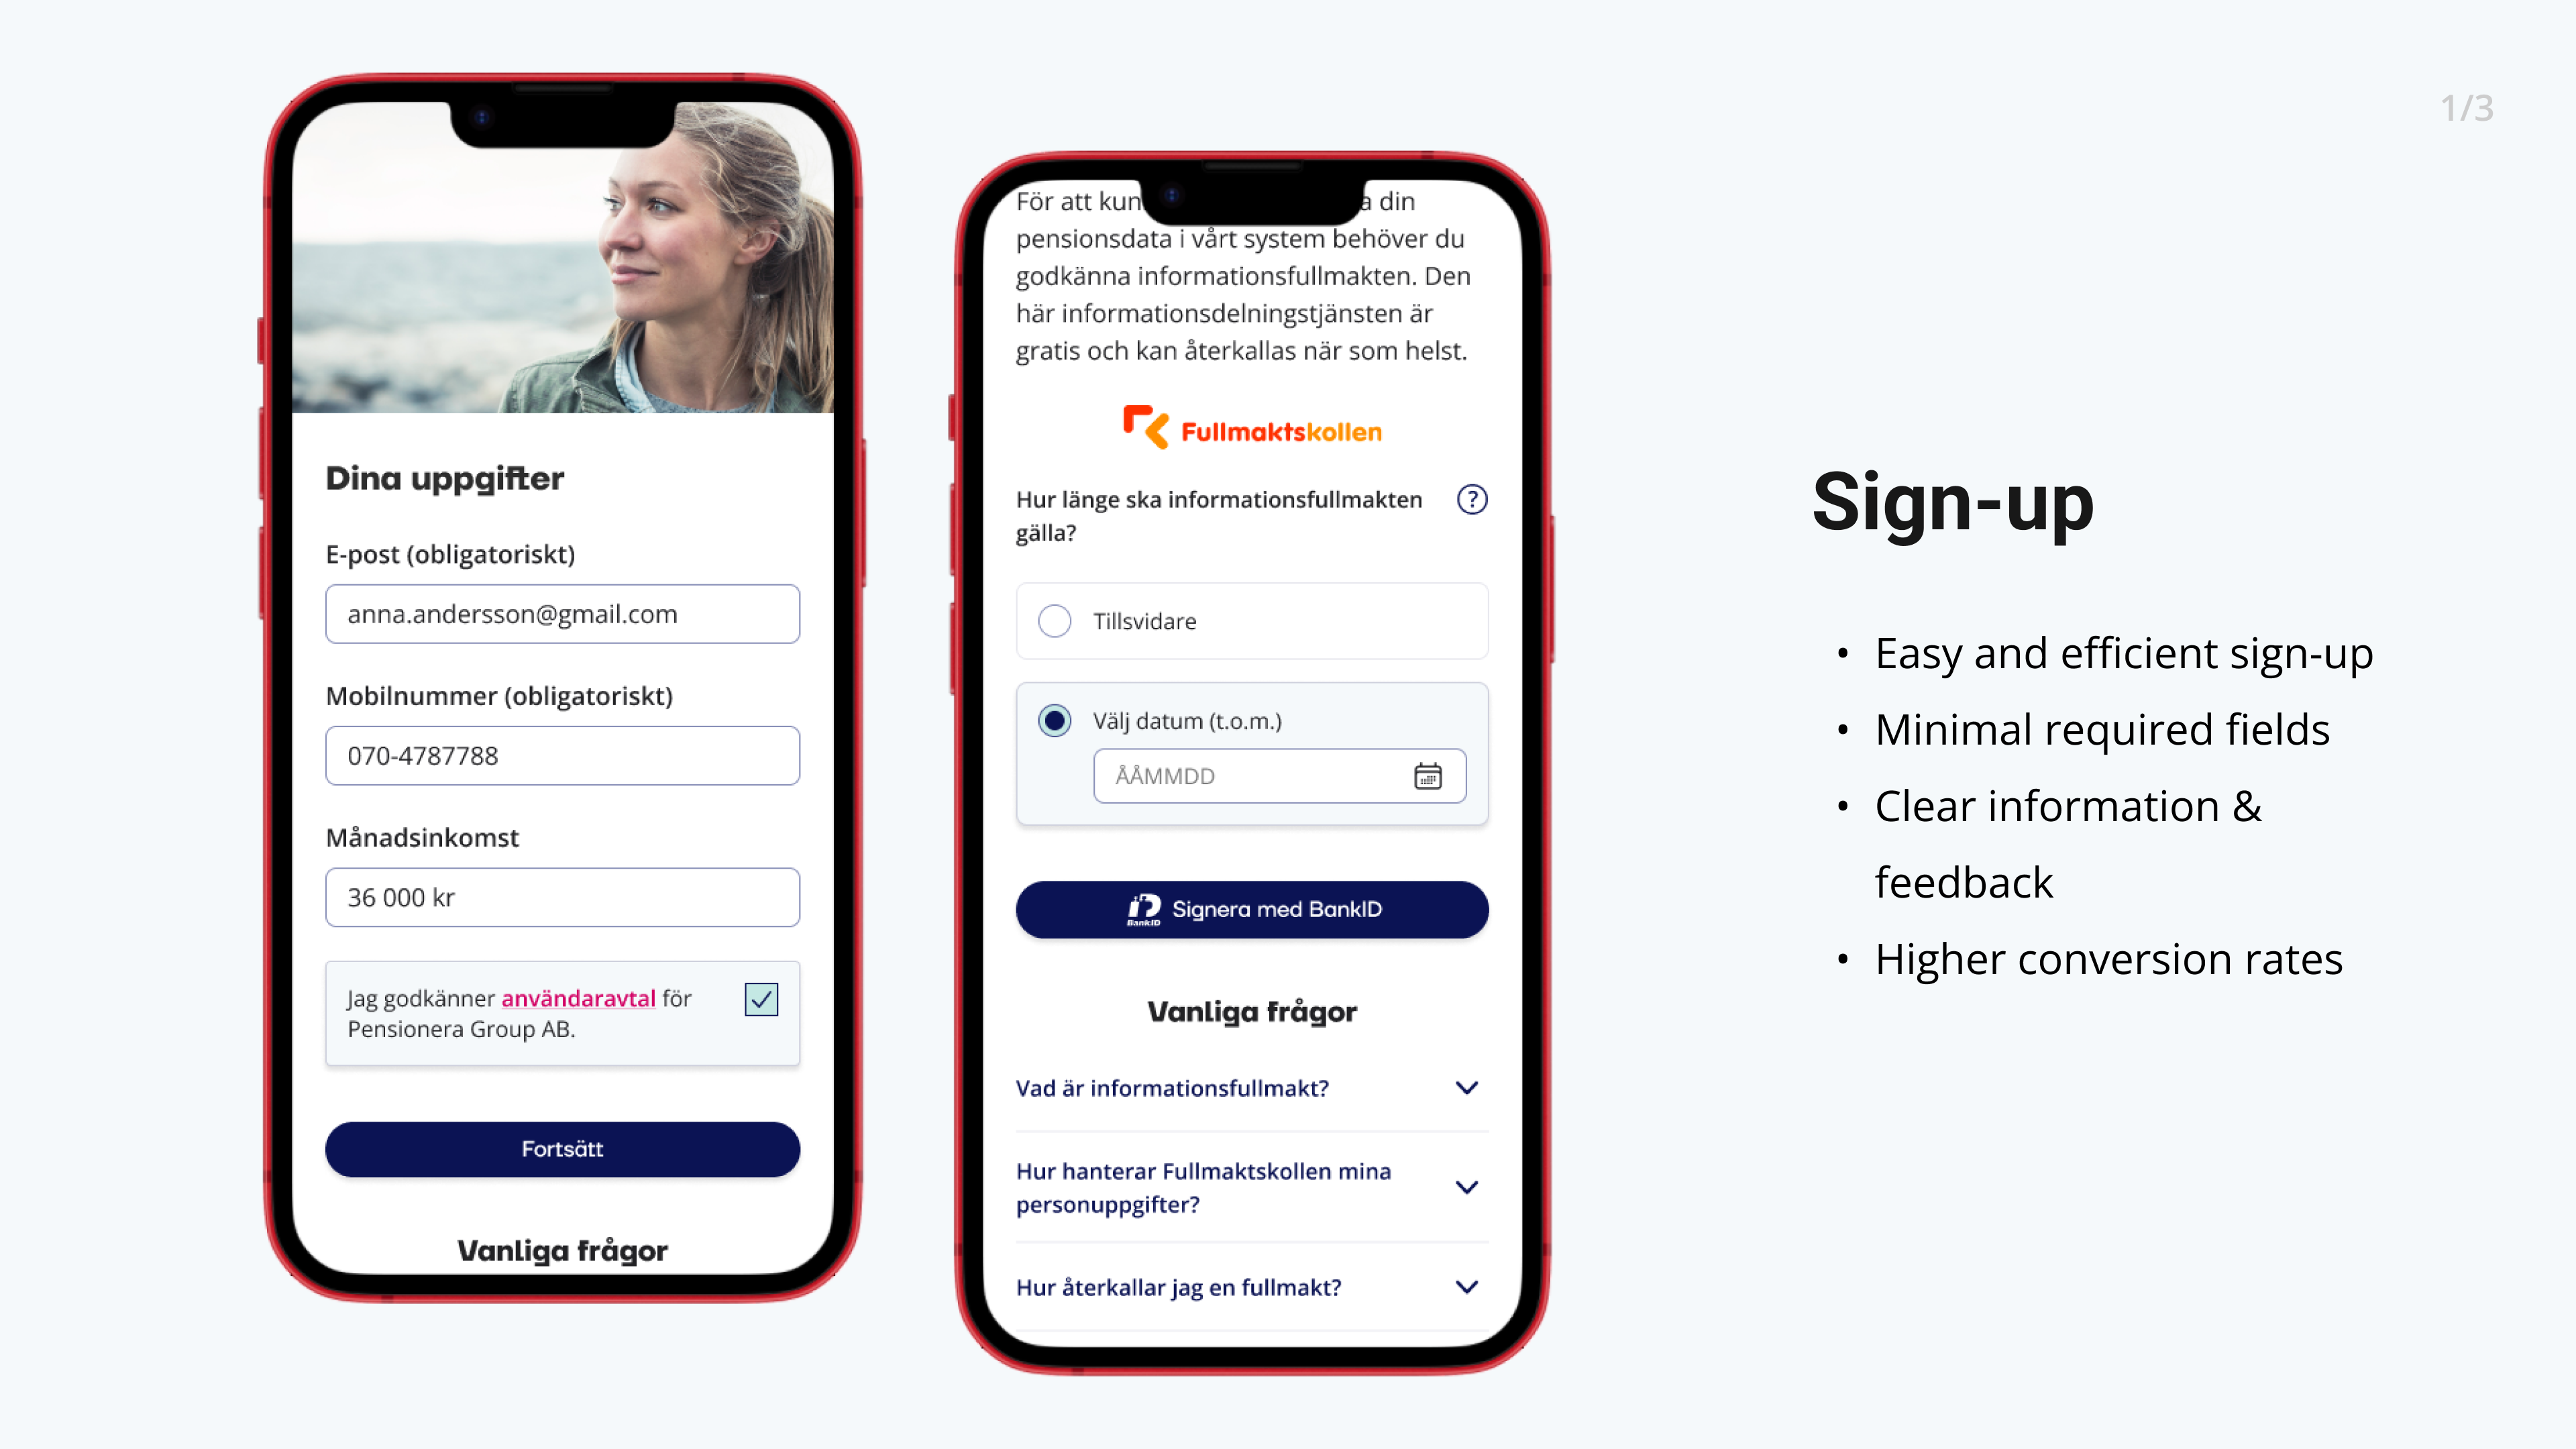 1/3
Dina uppgifter
E-post (obligatoriskt)
anna.andersson@gmail.com
Mobilnummer (obligatoriskt)
070-4787788
Månadsinkomst
36 000 kr
Jag godkänner användaravtal för
Pensionera Group AB.
Fortsätt
Vanliga frågor
För att kun a din
pensionsdata i vårt system behöver du
godkänna informationsfullmakten. Den
här informationsdelningstjänsten är
gratis och kan återkallas när som helst.
Fullmaktskollen
Hur länge ska informationsfullmakten
gälla?
?
Tillsvidare
Välj datum (t.o.m.)
ÅÅMMDD
BankID Signera med BankID
Vanliga frågor
Vad är informationsfullmakt?
Hur hanterar Fullmaktskollen mina
personuppgifter?
Hur återkallar jag en fullmakt?
Sign-up
• Easy and efficient sign-up
• Minimal required fields
• Clear information &
feedback
• Higher conversion rates